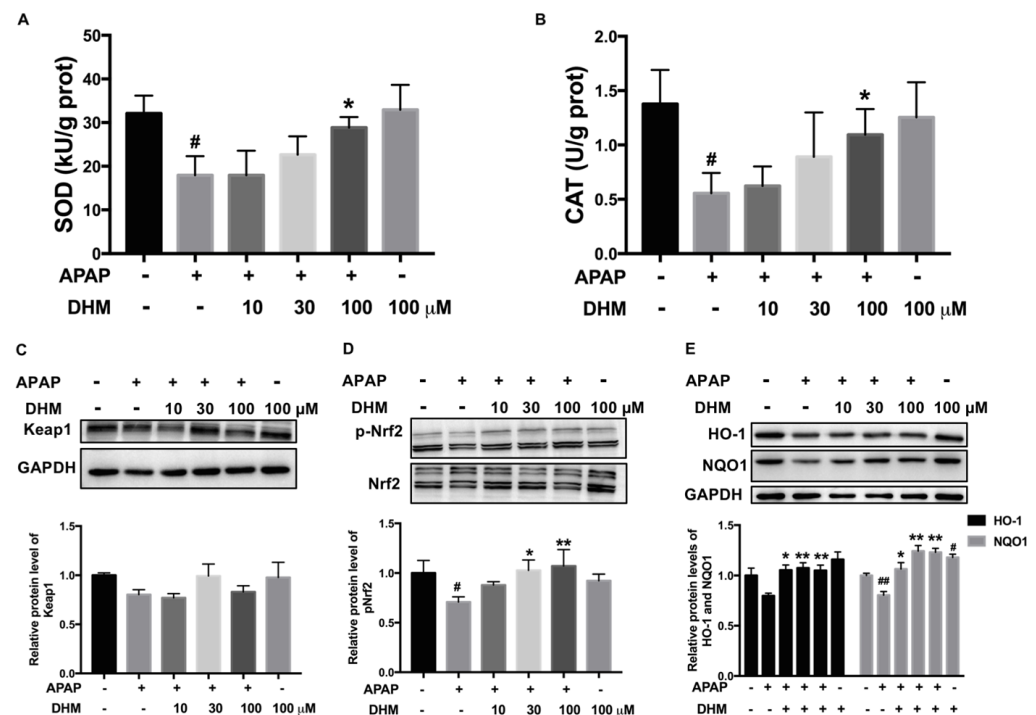 A
SOD (kU/g prot)
50
40
30
20
10
0
#
*
APAP - + + + + -
DHM - - 10 30 100 100 μM
B
CAT (U/g prot)
2.0
1.5
1.0
0.5
0.0
#
*
APAP - + + + + -
DHM - - 10 30 100 100 μM
C
APAP - + + + + -
DHM - - 10 30 100 100 μM
Keap1
GAPDH
Relative protein level of
Keap1
1.5
1.0
0.5
0.0
APAP - + + + + -
DHM - - 10 30 100 100 μM
D
APAP - + + + + -
DHM - - 10 30 100 100 μM
p-Nrf2
Nrf2
Relative protein level of
pNrf2
1.5
1.0
0.5
0.0
#
*
**
APAP - + + + + -
DHM - - 10 30 100 100 μM
E
APAP - + + + + -
DHM - - 10 30 100 100 μM
HO-1
NQO1
GAPDH
HO-1
NQO1
Relative protein levels of
HO-1 and NQO1
1.5
1.0
0.5
0.0
* ** ** ## * ** ** #
APAP - + + + + - - + + + + -
DHM - - + + + + - - + + + +